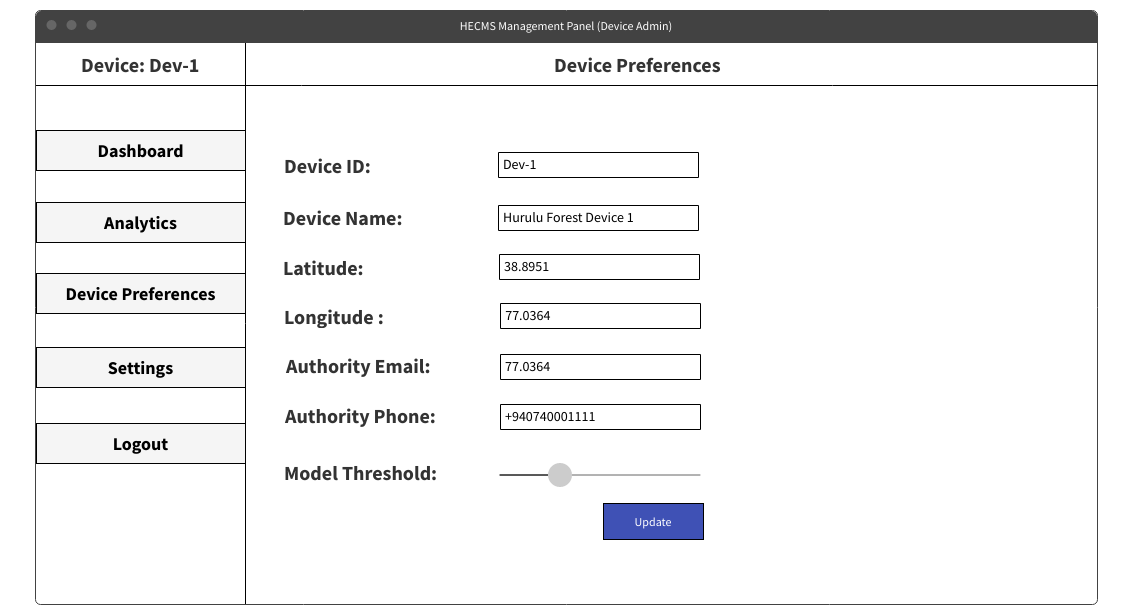 HECMS Management Panel (Device Admin)
Device: Dev-1
Device Preferences
Dashboard
Analytics
Device Preferences
Settings
Logout
Device ID: Dev-1
Device Name: Hurulu Forest Device 1
Latitude: 38.8951
Longitude : 77.0364
Authority Email: 77.0364
Authority Phone: +940740001111
Model Threshold:
Update